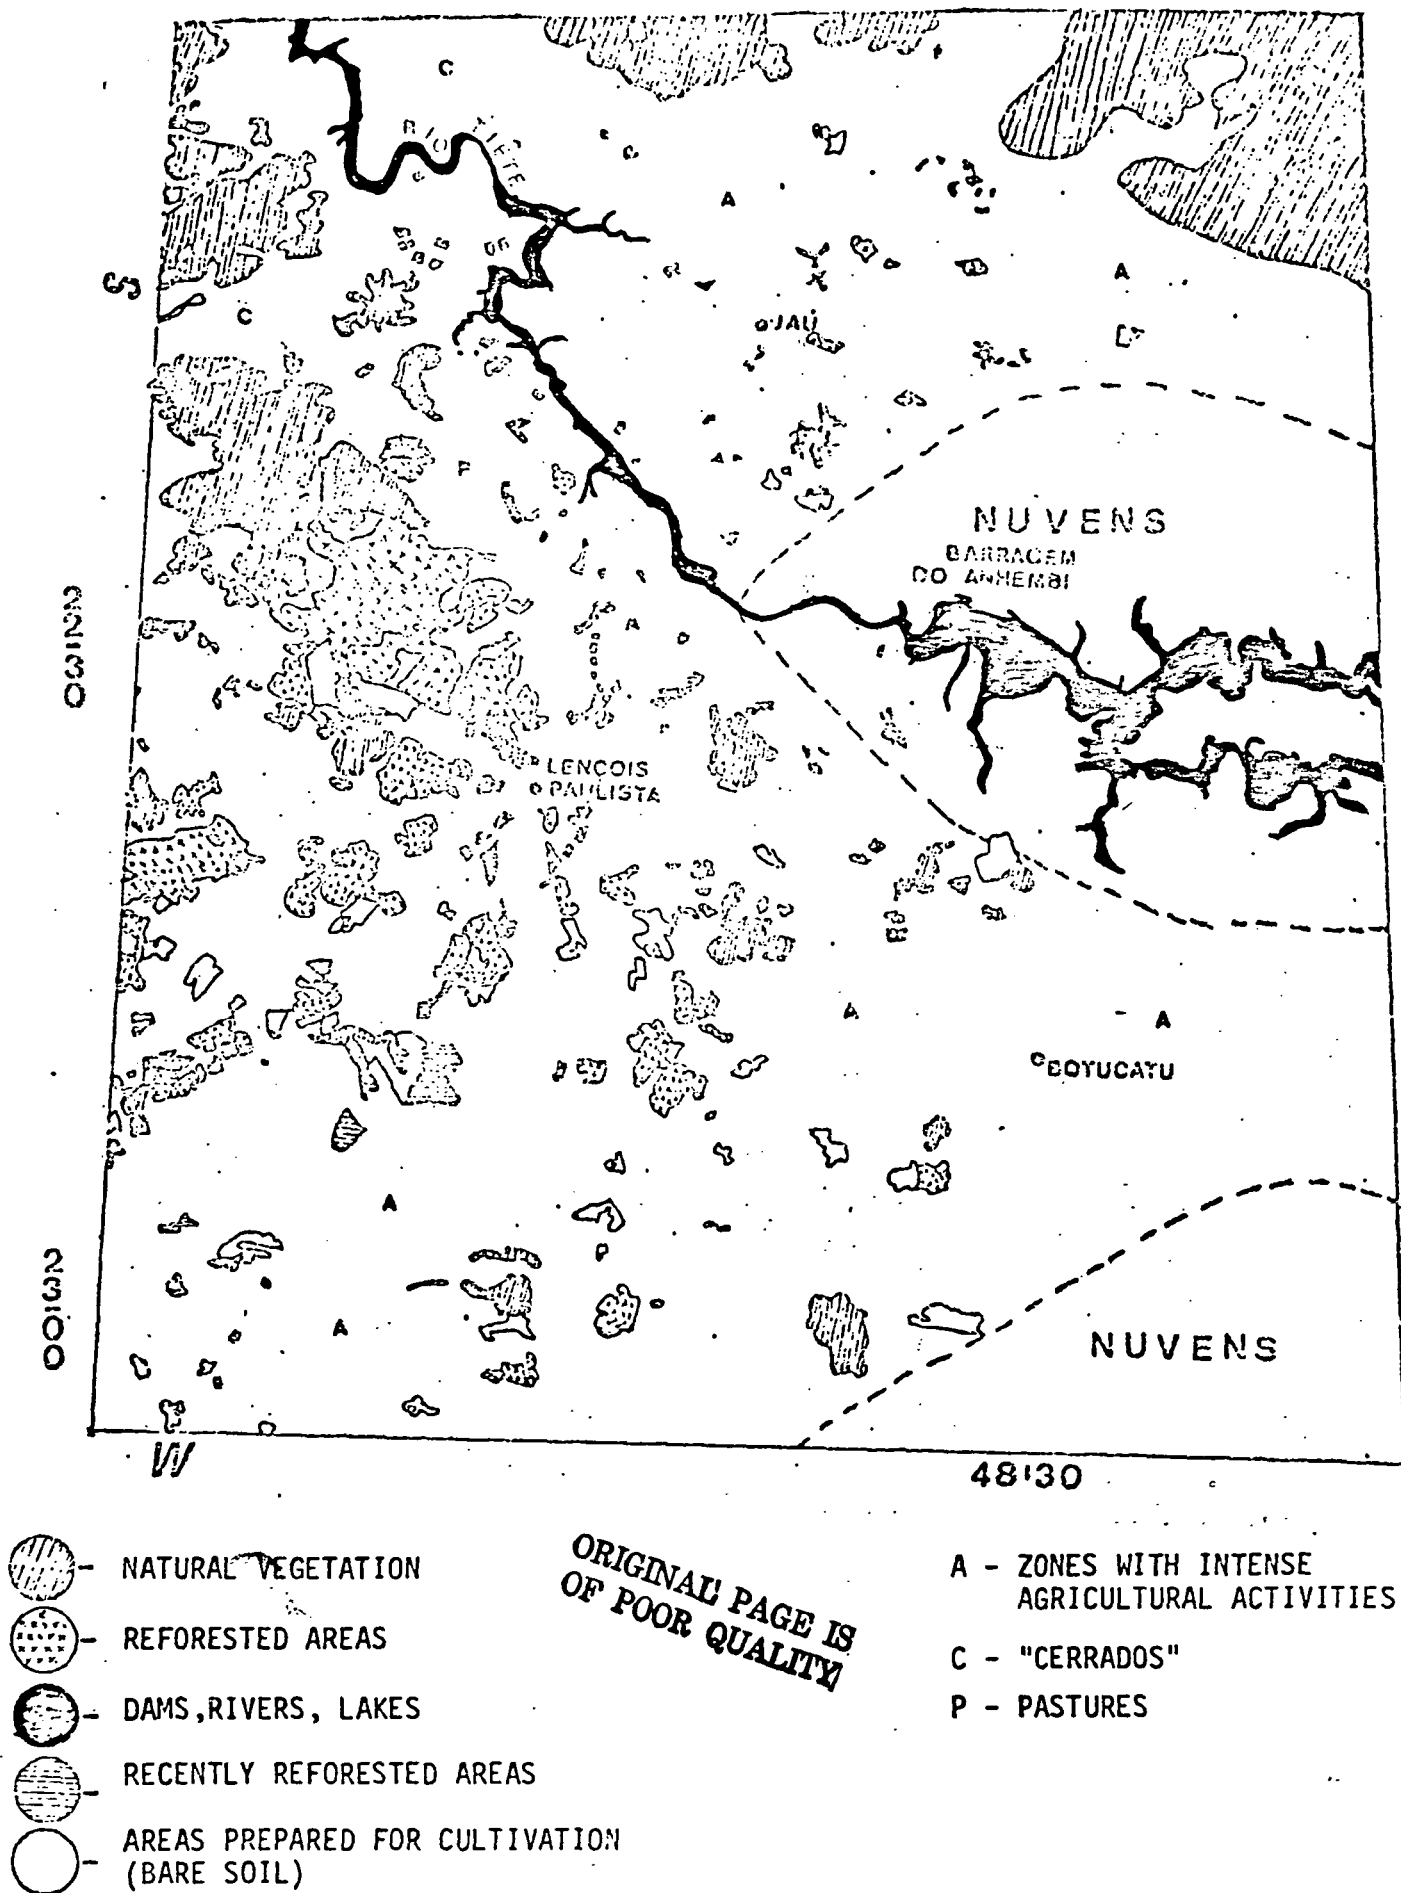 C
RIO TIETE
A
A
S
C
JAÚ
P
NUVENS
BARRAGEM
DO ANHEMBI
22:30
A
LENCOIS
PAULISTA
A
A
BOTUCATU
A
23:00
A
NUVENS
W
48:30
NATURAL VEGETATION
REFORESTED AREAS
DAMS,RIVERS, LAKES
RECENTLY REFORESTED AREAS
AREAS PREPARED FOR CULTIVATION
(BARE SOIL)
ORIGINAL PAGE IS
OF POOR QUALITY
A - ZONES WITH INTENSE
AGRICULTURAL ACTIVITIES
C - "CERRADOS"
P - PASTURES